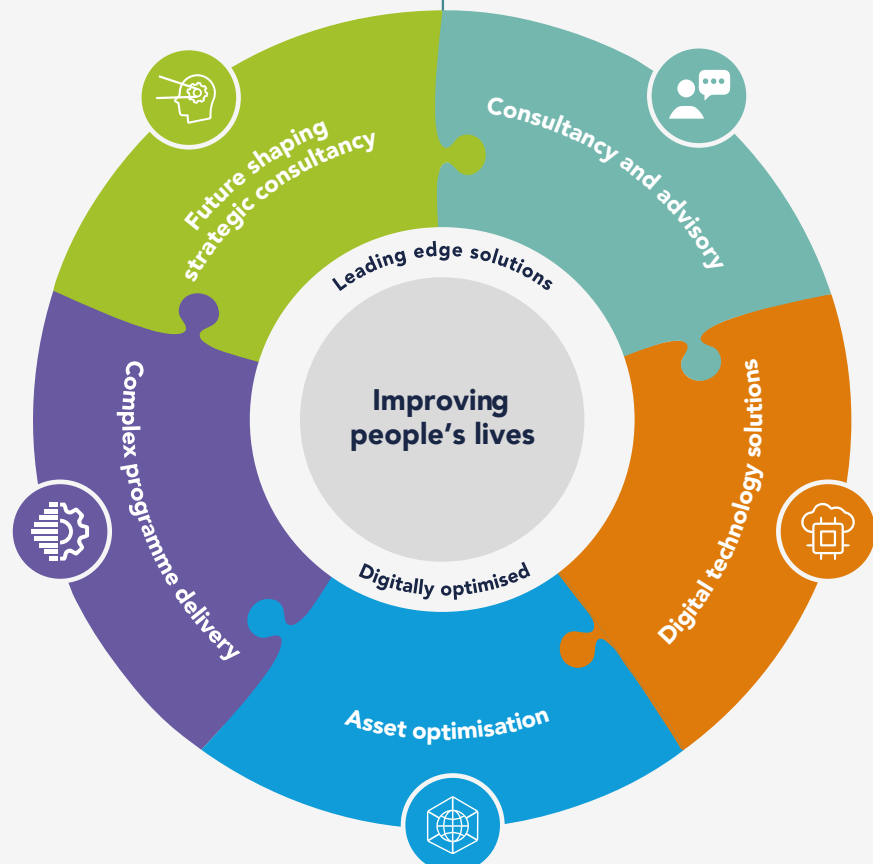 Future shaping
strategic consultancy
Consultancy and advisory
Leading edge solutions
Improving
people’s lives
Digitally optimised
Complex programme delivery
Digital technology solutions
Asset optimisation